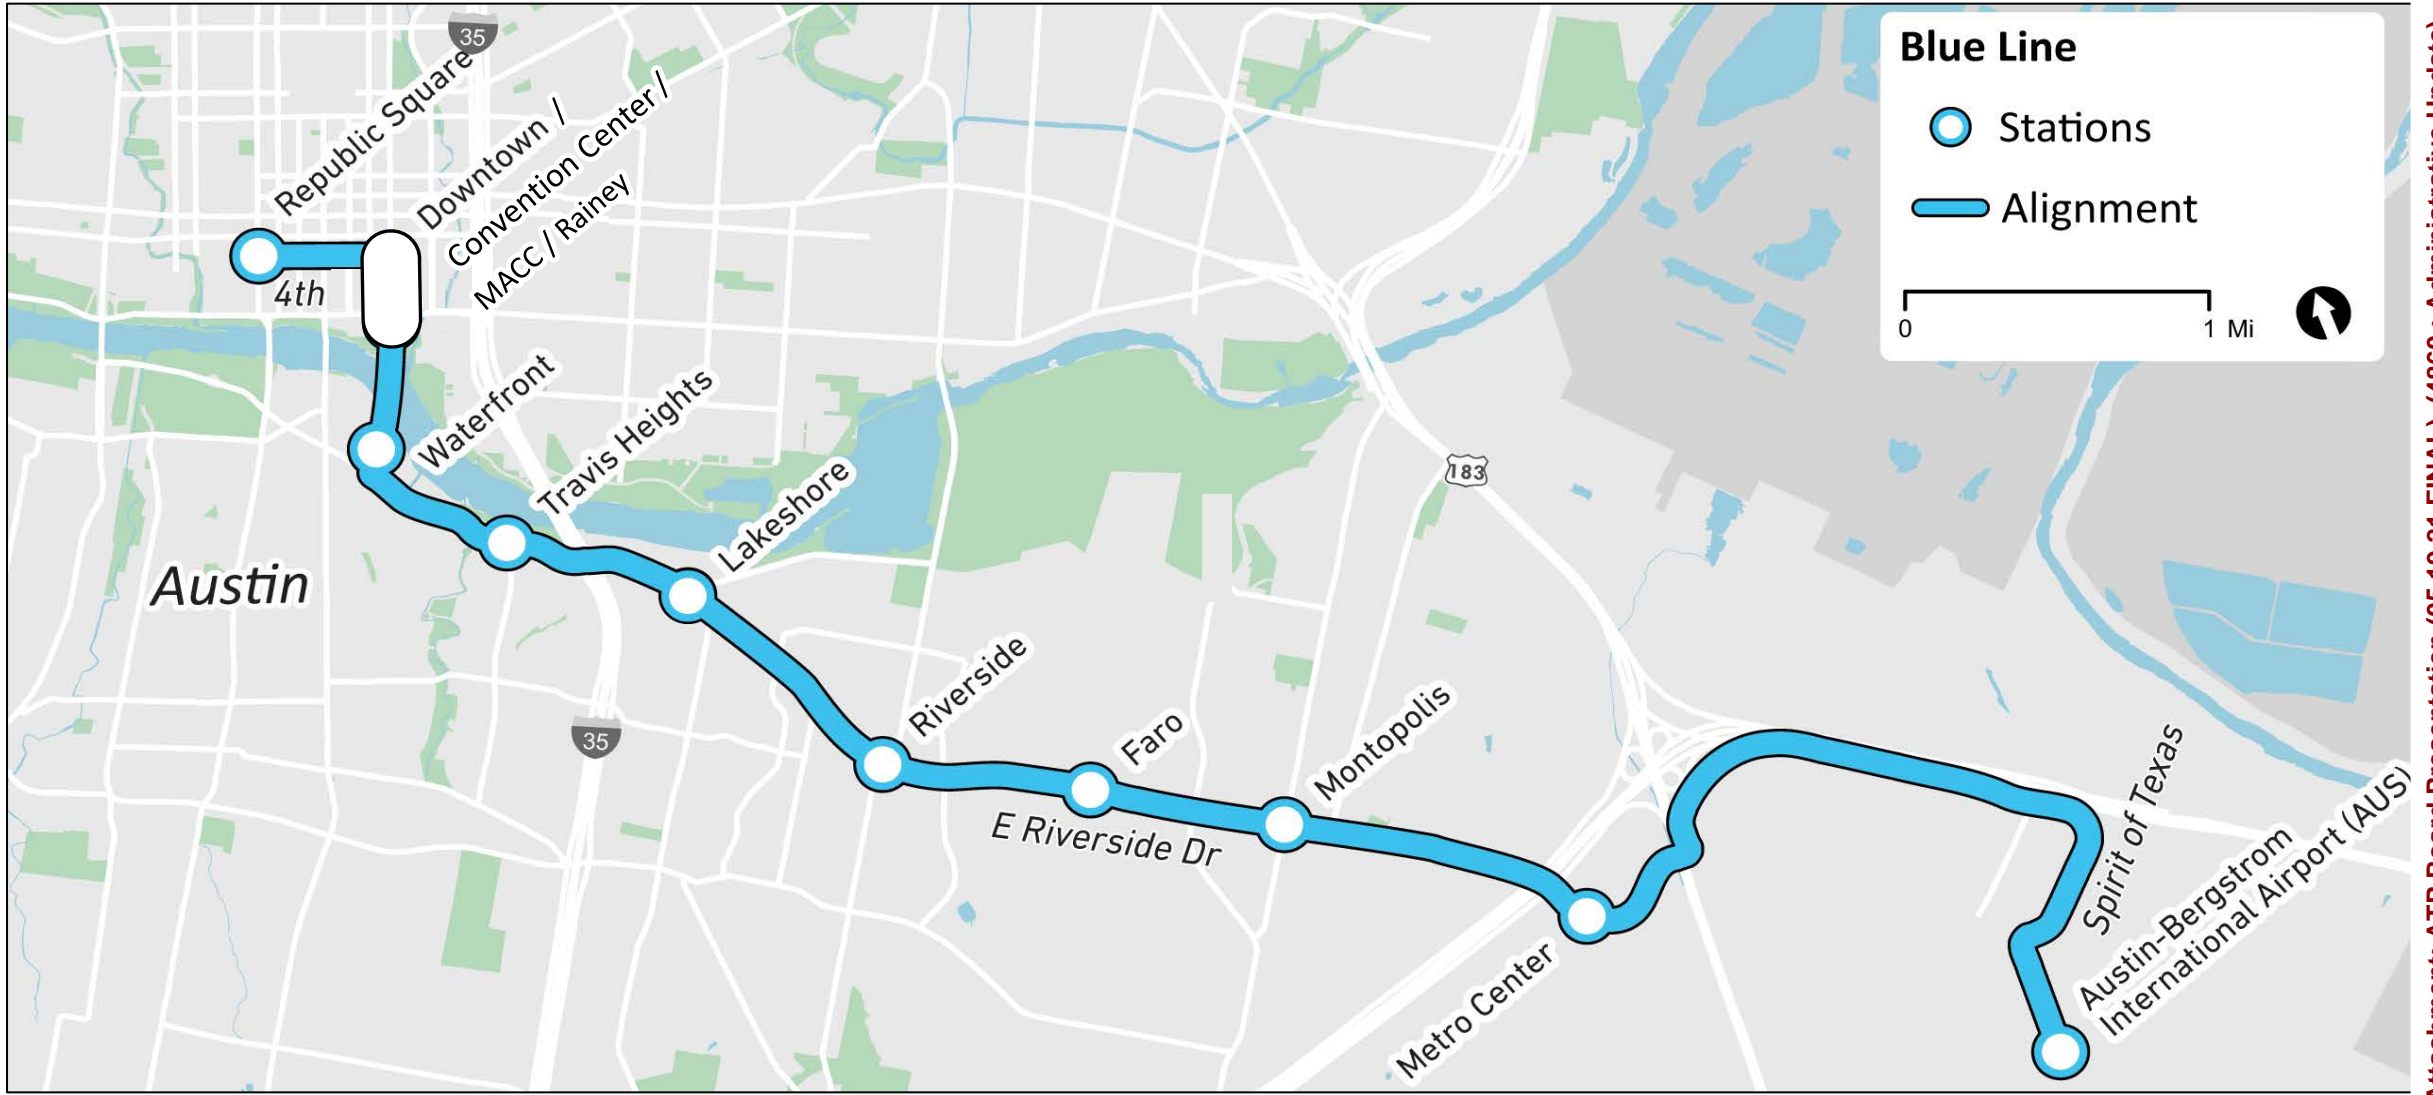 35
Republic Square
Downtown /
Convention Center /
MACC / Rainey
4th
Waterfront
Travis Heights
Lakeshore
Austin
Riverside
35
Faro
Montopolis
E Riverside Dr
183
Metro Center
Spirit of Texas
Austin-Bergstrom
International Airport (AUS)
Blue Line
Stations
Alignment
0
1 Mi